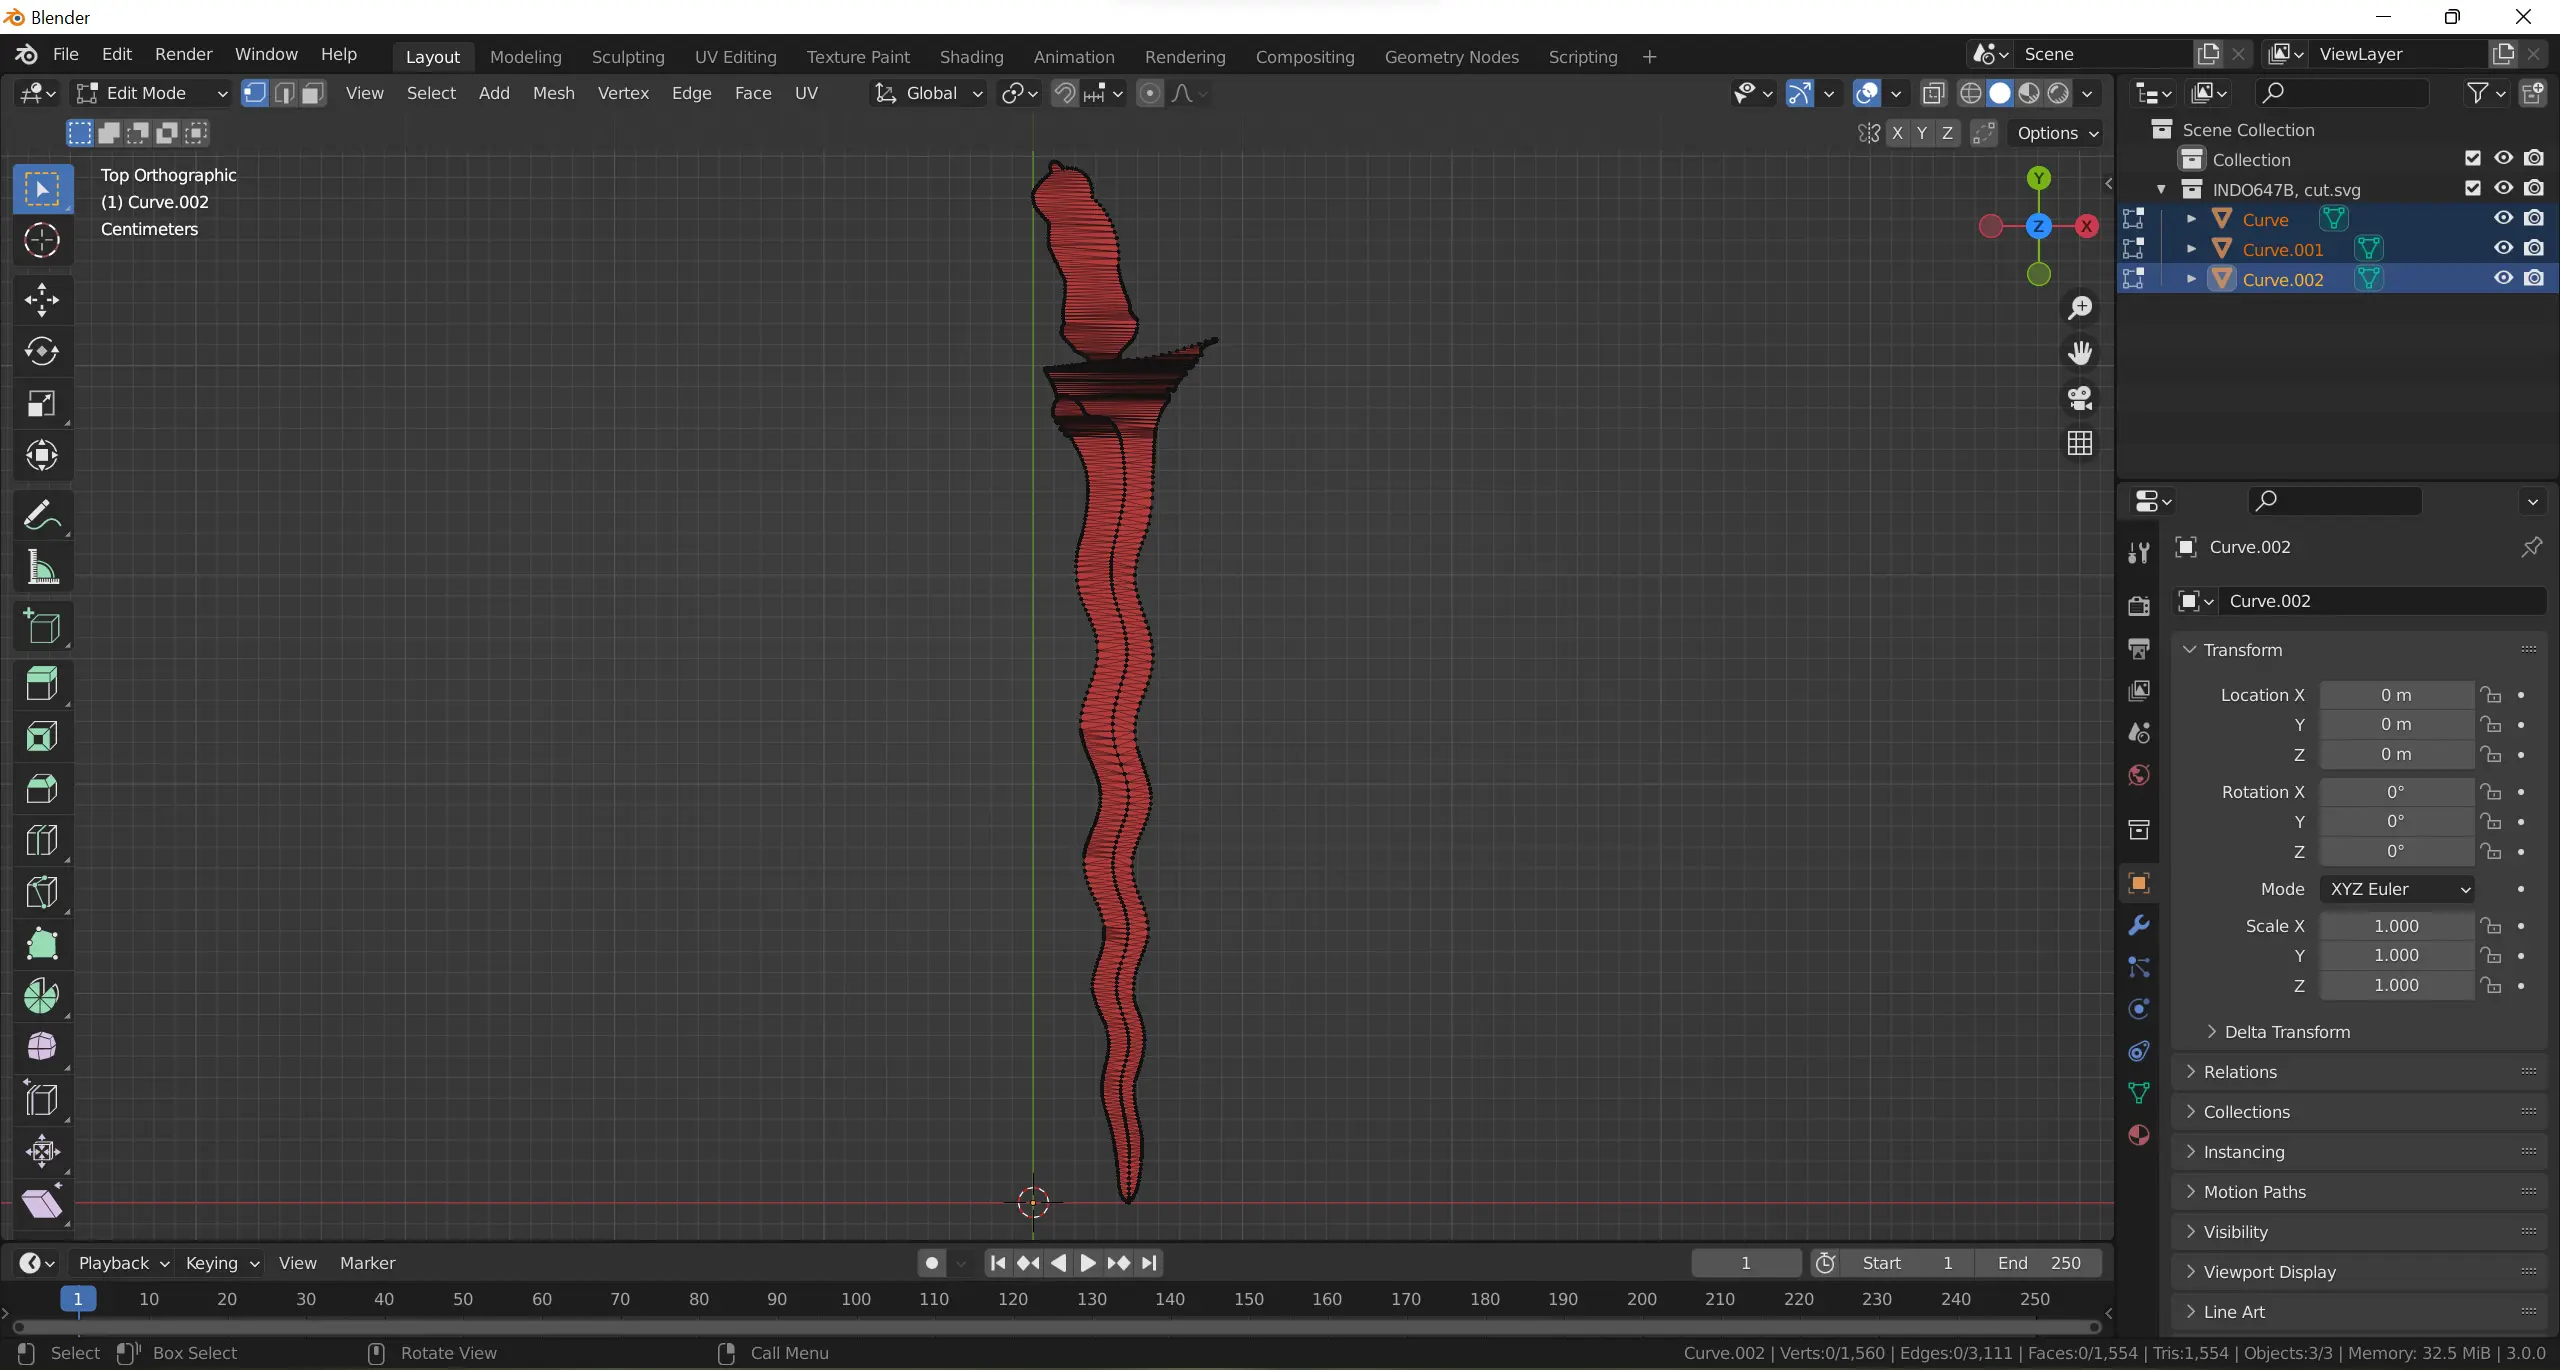 Blender
File Edit Render Window Help Layout Modeling Sculpting UV Editing Texture Paint Shading Animation Rendering Compositing Geometry Nodes Scripting + Scene ViewLayer
Edit Mode View Select Add Mesh Vertex Edge Face UV Global
X Y Z Options
Top Orthographic
(1) Curve.002
Centimeters
Y
Z X
Scene Collection
Collection
INDO647B, cut.svg
Curve
Curve.001
Curve.002
Curve.002
Curve.002
Transform
Location X 0 m
Y 0 m
Z 0 m
Rotation X 0°
Y 0°
Z 0°
Mode XYZ Euler
Scale X 1.000
Y 1.000
Z 1.000
Delta Transform
Relations
Collections
Instancing
Motion Paths
Visibility
Viewport Display
Line Art
Playback Keying View Marker 1 Start 1 End 250
1 10 20 30 40 50 60 70 80 90 100 110 120 130 140 150 160 170 180 190 200 210 220 230 240 250
Select Box Select Rotate View Call Menu Curve.002 | Verts:0/1,560 | Edges:0/3,111 | Faces:0/1,554 | Tris:1,554 | Objects:3/3 | Memory: 32.5 MiB | 3.0.0